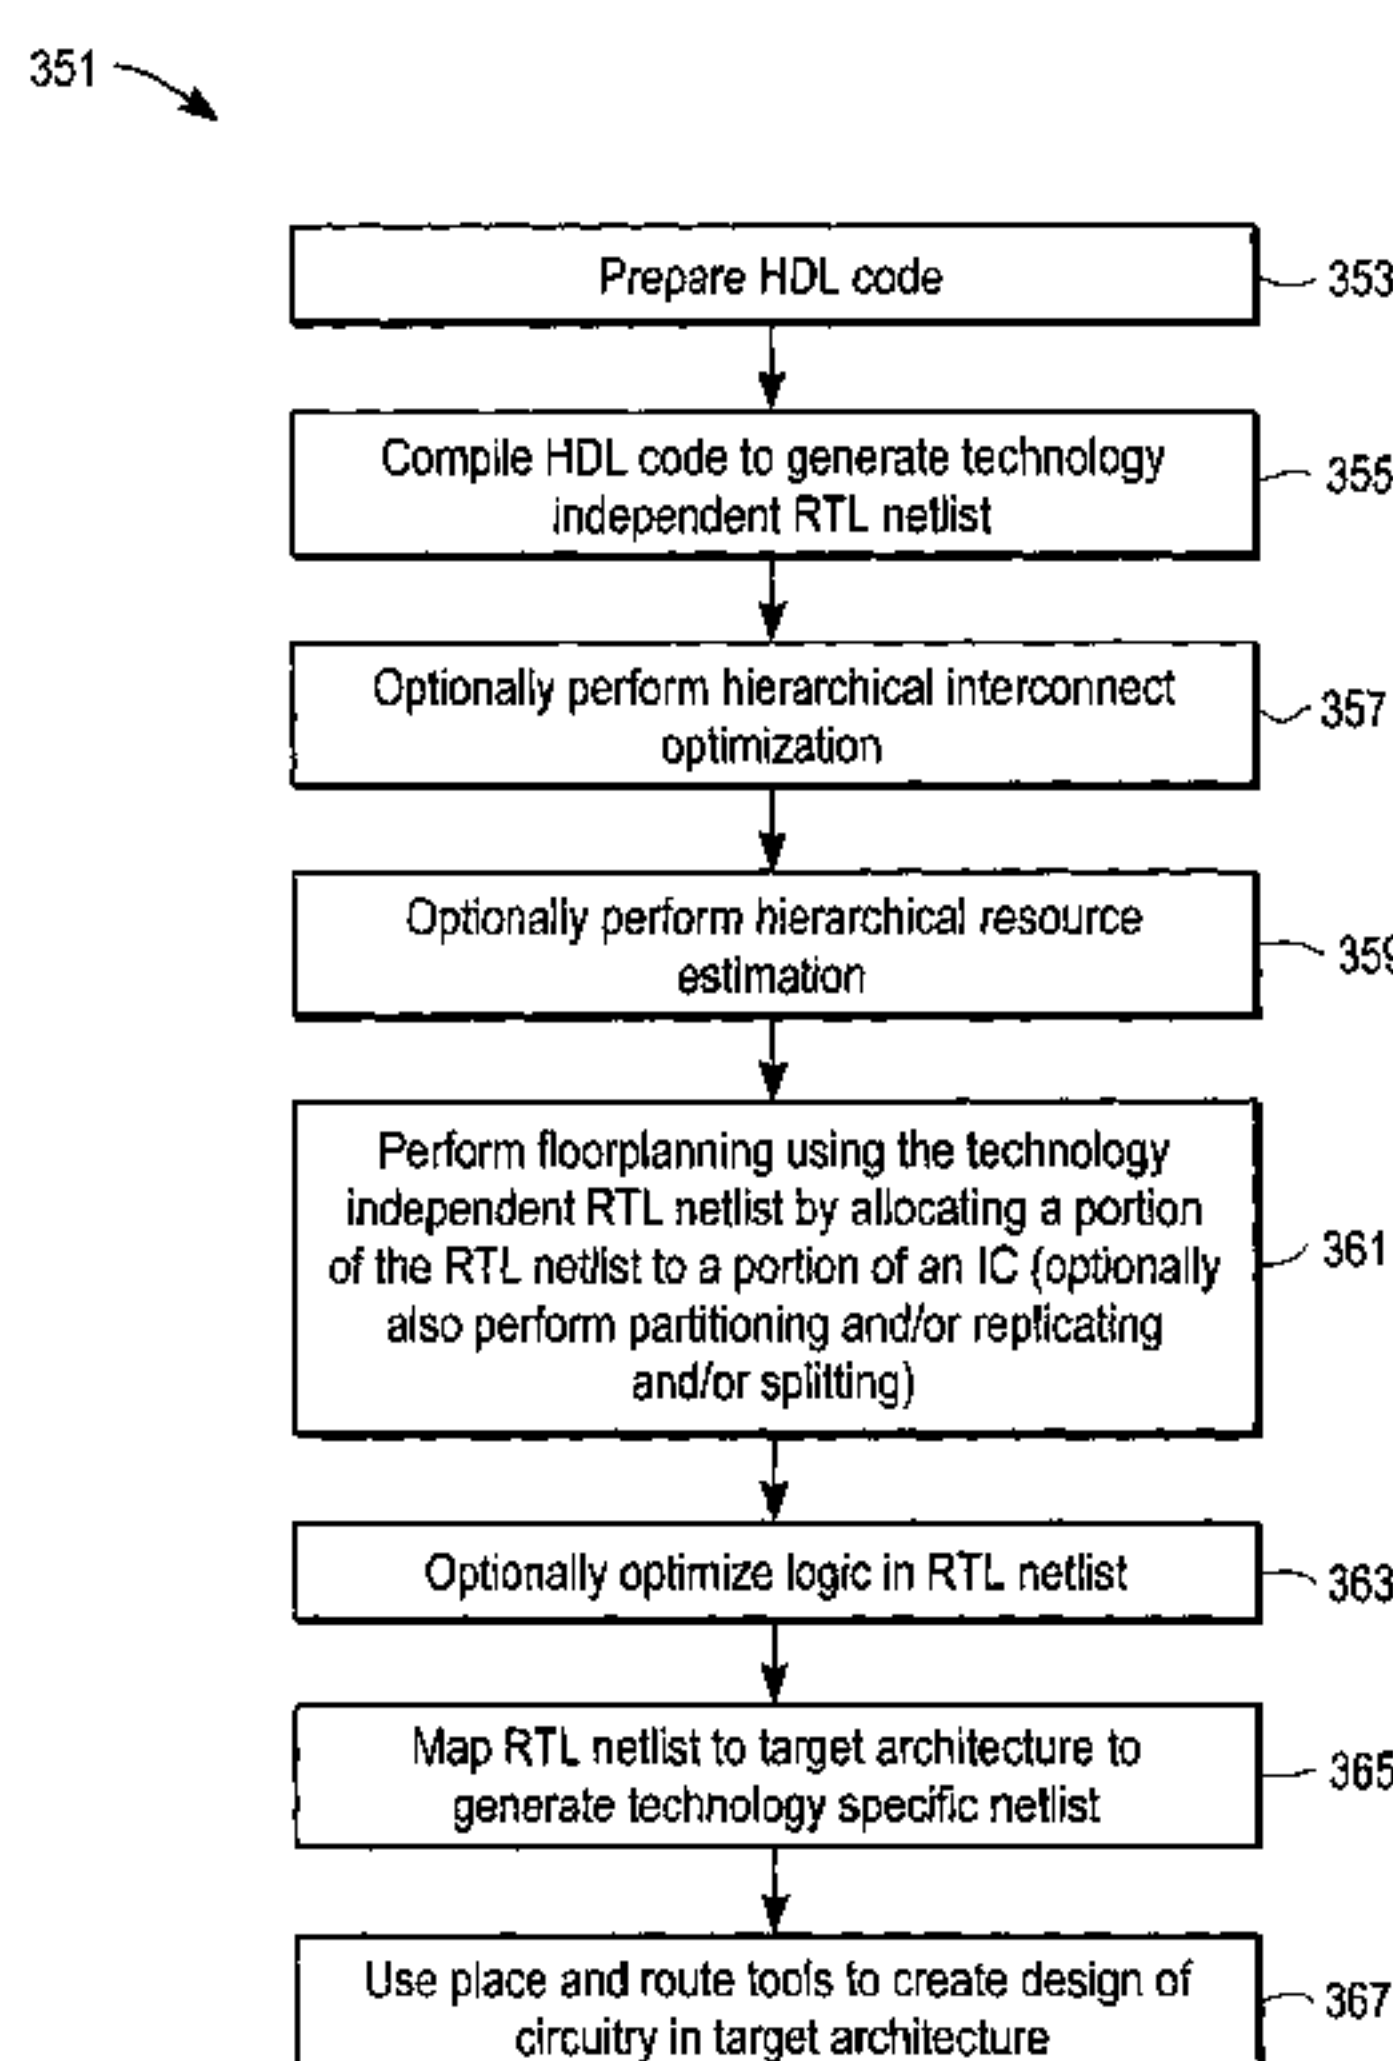 351
Prepare HDL code
353
Compile HDL code to generate technology
independent RTL netlist
355
Optionally perform hierarchical interconnect
optimization
357
Optionally perform hierarchical resource
estimation
359
Perform floorplanning using the technology
independent RTL netlist by allocating a portion
of the RTL netlist to a portion of an IC (optionally
also perform partitioning and/or replicating
and/or splitting)
361
Optionally optimize logic in RTL netlist
363
Map RTL netlist to target architecture to
generate technology specific netlist
365
Use place and route tools to create design of
circuitry in target architecture
367